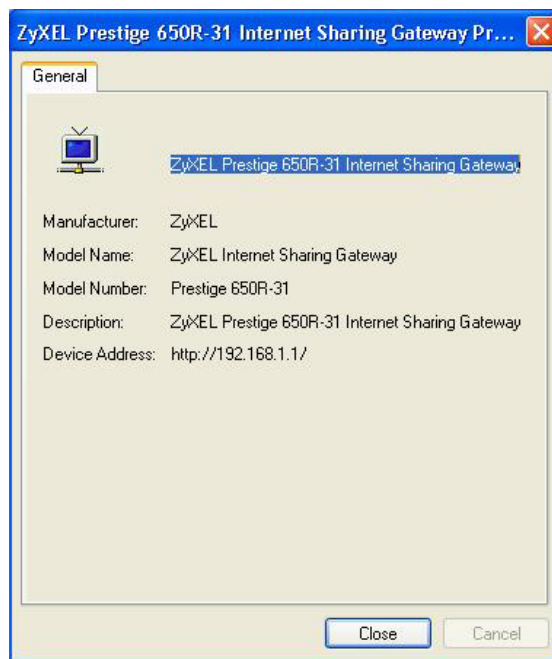 ZyXEL Prestige 650R-31 Internet Sharing Gateway Pr...
General
ZyXEL Prestige 650R-31 Internet Sharing Gateway
Manufacturer: ZyXEL
Model Name: ZyXEL Internet Sharing Gateway
Model Number: Prestige 650R-31
Description: ZyXEL Prestige 650R-31 Internet Sharing Gateway
Device Address: http://192.168.1.1/
Close Cancel